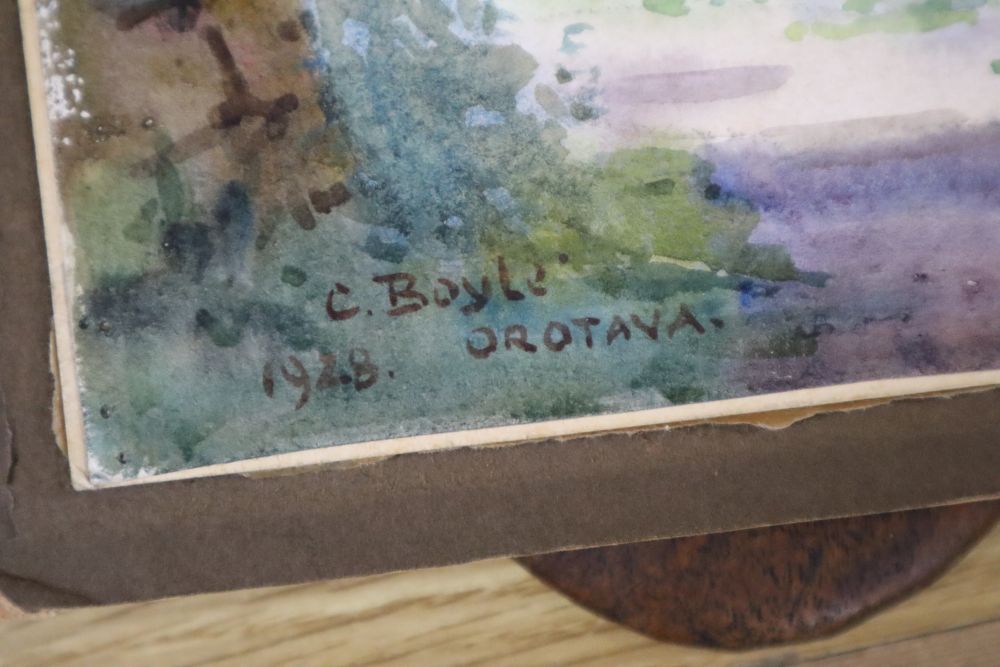 C. Boyle
OROTAVA.
1928.